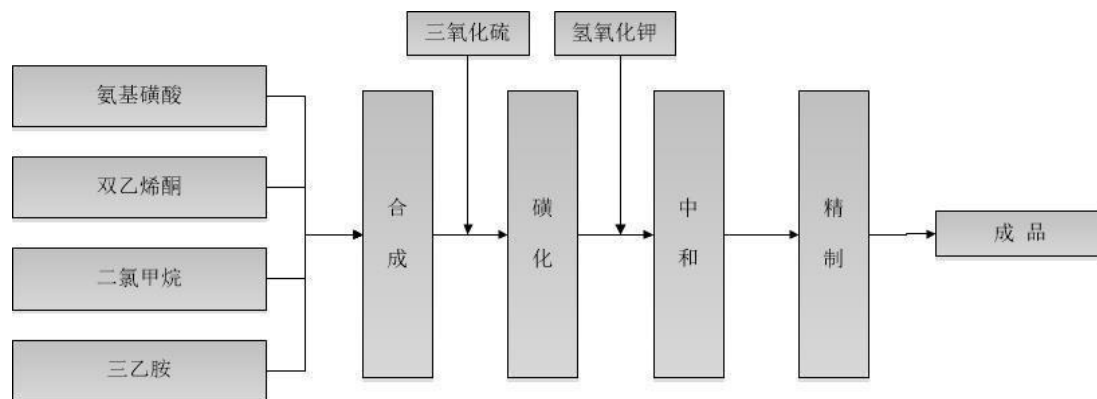 三氧化硫
氢氧化钾
氨基磺酸
双乙烯酮
二氯甲烷
三乙胺
合成
磺化
中和
精制
成 品